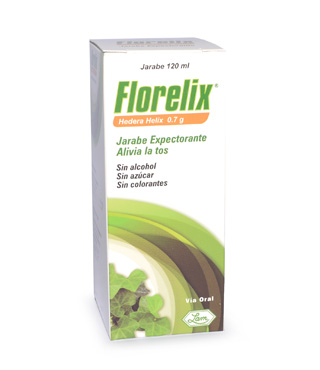 Jarabe 120 ml
Florelix®
Hedera Helix 0.7 g
Jarabe Expectorante
Alivia la tos
Sin alcohol
Sin azúcar
Sin colorantes
Vía Oral
Lam